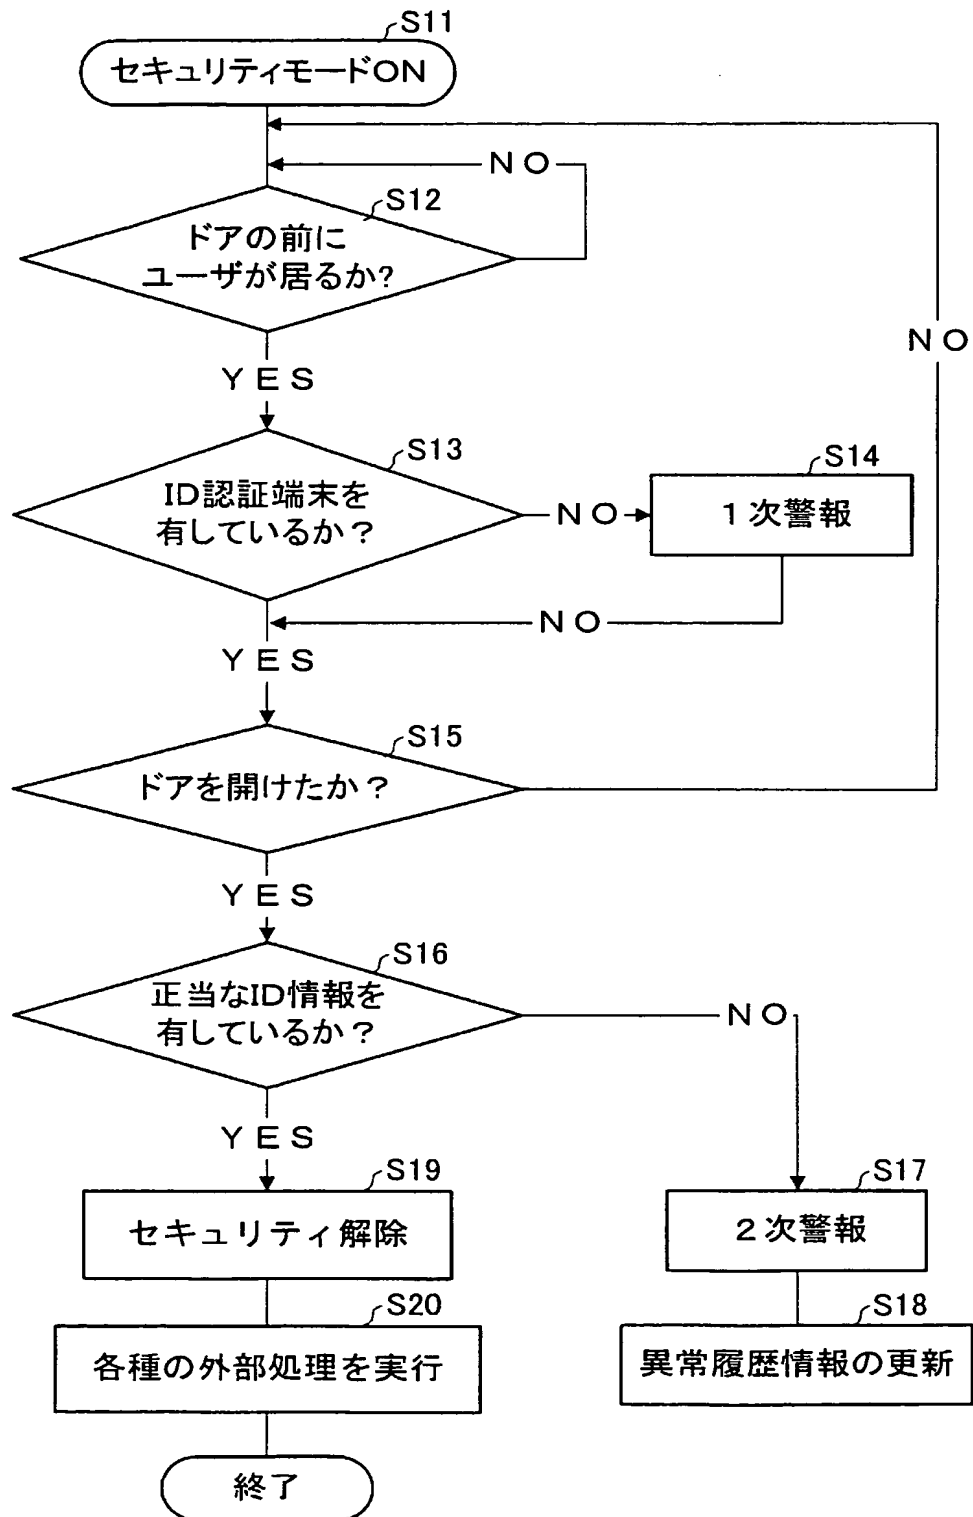 S11
セキュリティモードON
NO
S12
ドアの前に
ユーザが居るか?
NO
YES
S13
ID認証端末を
有しているか？
NO
S14
1次警報
NO
YES
S15
ドアを開けたか？
YES
S16
正当なID情報を
有しているか？
NO
YES
S19
セキュリティ解除
S17
２次警報
S20
各種の外部処理を実行
S18
異常履歴情報の更新
終了